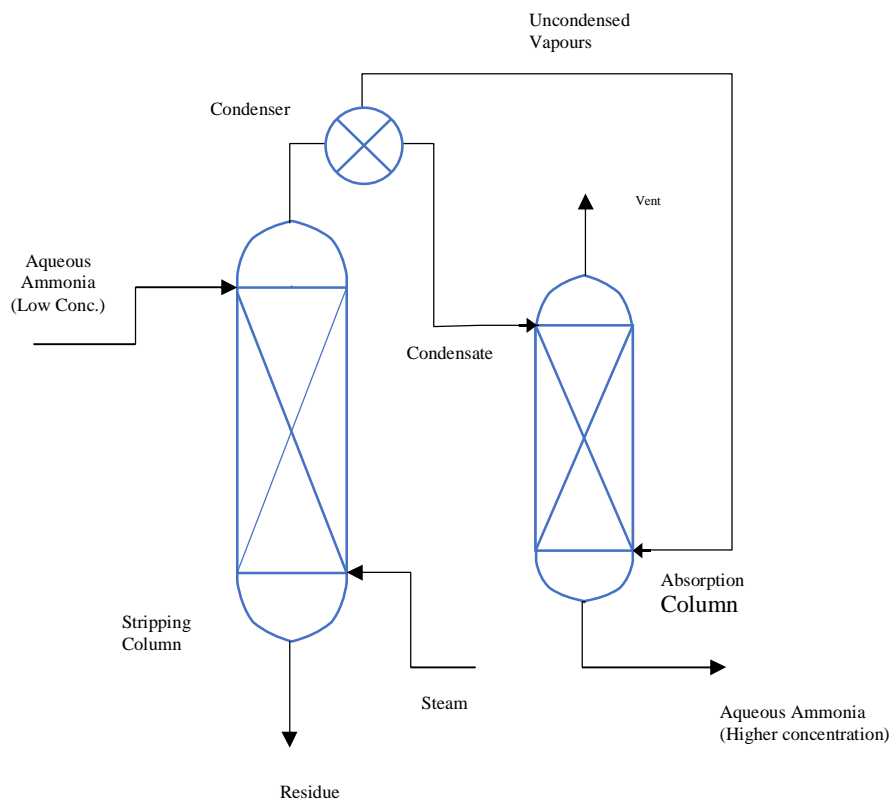 Uncondensed
Vapours
Condenser
Vent
Aqueous
Ammonia
(Low Conc.)
Condensate
Absorption
Column
Stripping
Column
Steam
Aqueous Ammonia
(Higher concentration)
Residue